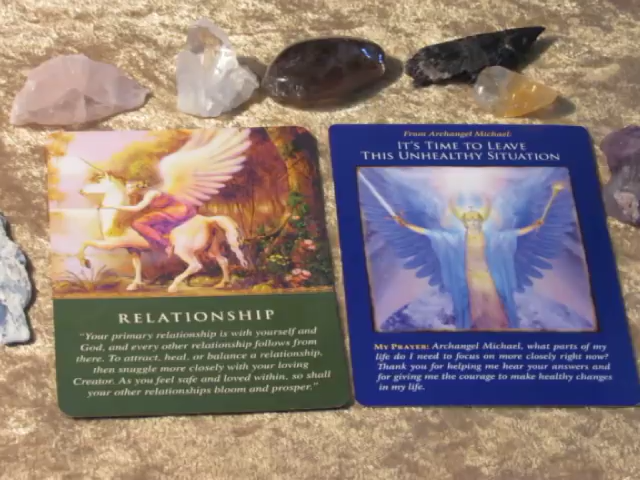 RELATIONSHIP
"Your primary relationship is with yourself and
God, and every other relationship follows from
there. To attract, heal, or balance a relationship,
then snuggle more closely with your loving
Creator. As you feel safe and loved within, so shall
your other relationships bloom and prosper."
From Archangel Michael:
IT'S TIME TO LEAVE
THIS UNHEALTHY SITUATION
MY PRAYER: Archangel Michael, what parts of my
life do I need to focus on more closely right now?
Thank you for helping me hear your answers and
for giving me the courage to make healthy changes
in my life.